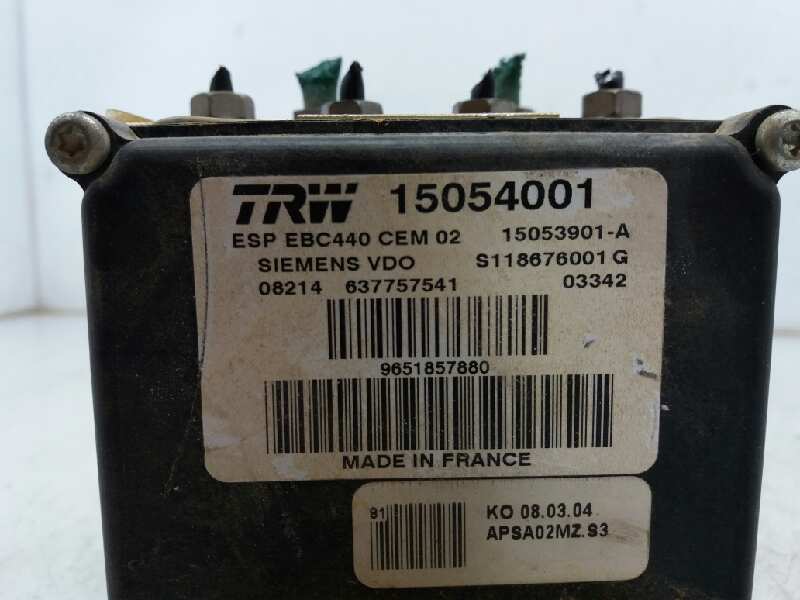 TRW 15054001
ESP EBC440 CEM 02 15053901-A
SIEMENS VDO S118676001 G
08214 637757541 03342
9651857880
MADE IN FRANCE
91 KO 08.03.04
APSA02MZ.S3